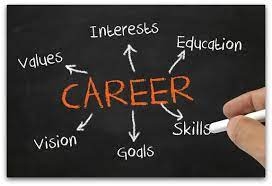 Interests
Values
Education
CAREER
Vision
Goals
Skills